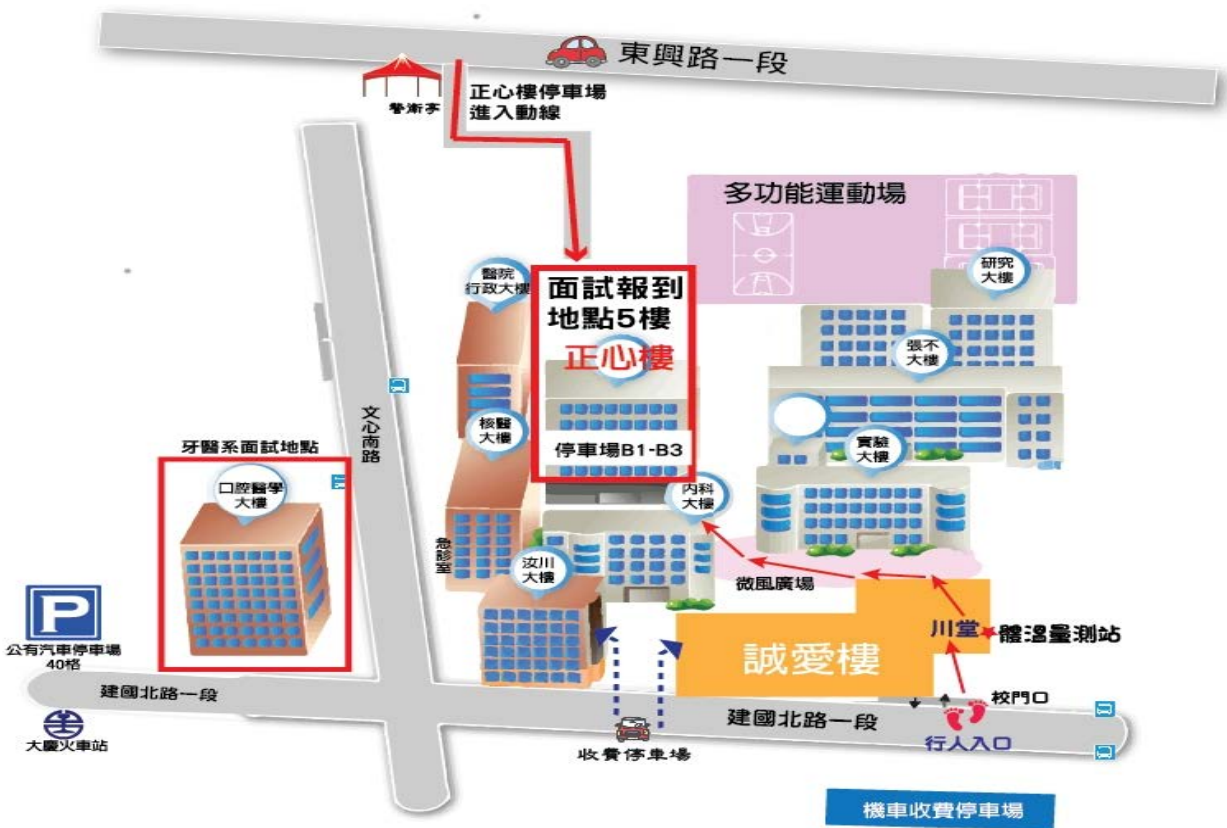 東興路一段
警衛亭
正心樓停車場
進入動線
多功能運動場
醫院
行政大樓
面試報到
地點5樓
正心樓
研究
大樓
張不
大樓
核醫
大樓
停車場B1-B3
實驗
大樓
文心南路
牙醫系面試地點
口腔醫學
大樓
內科
大樓
急診室
汝川
大樓
微風廣場
川堂
體溫量測站
誠愛樓
P
公有汽車停車場
40格
建國北路一段
大慶火車站
建國北路一段
校門口
行人入口
收費停車場
機車收費停車場